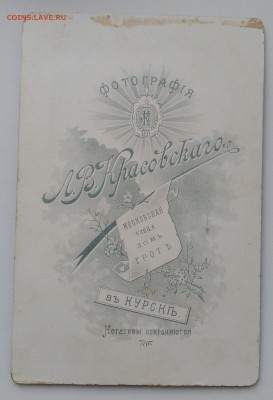 COINS.LAVE.RU
ФОТОГРАФІЯ
Л.В.Красовскаго
МОСКОВСКАЯ
УЛИЦА
ДОМЪ
ГРОТЪ
ВЪ КУРСКѢ.
Негативы сохраняются